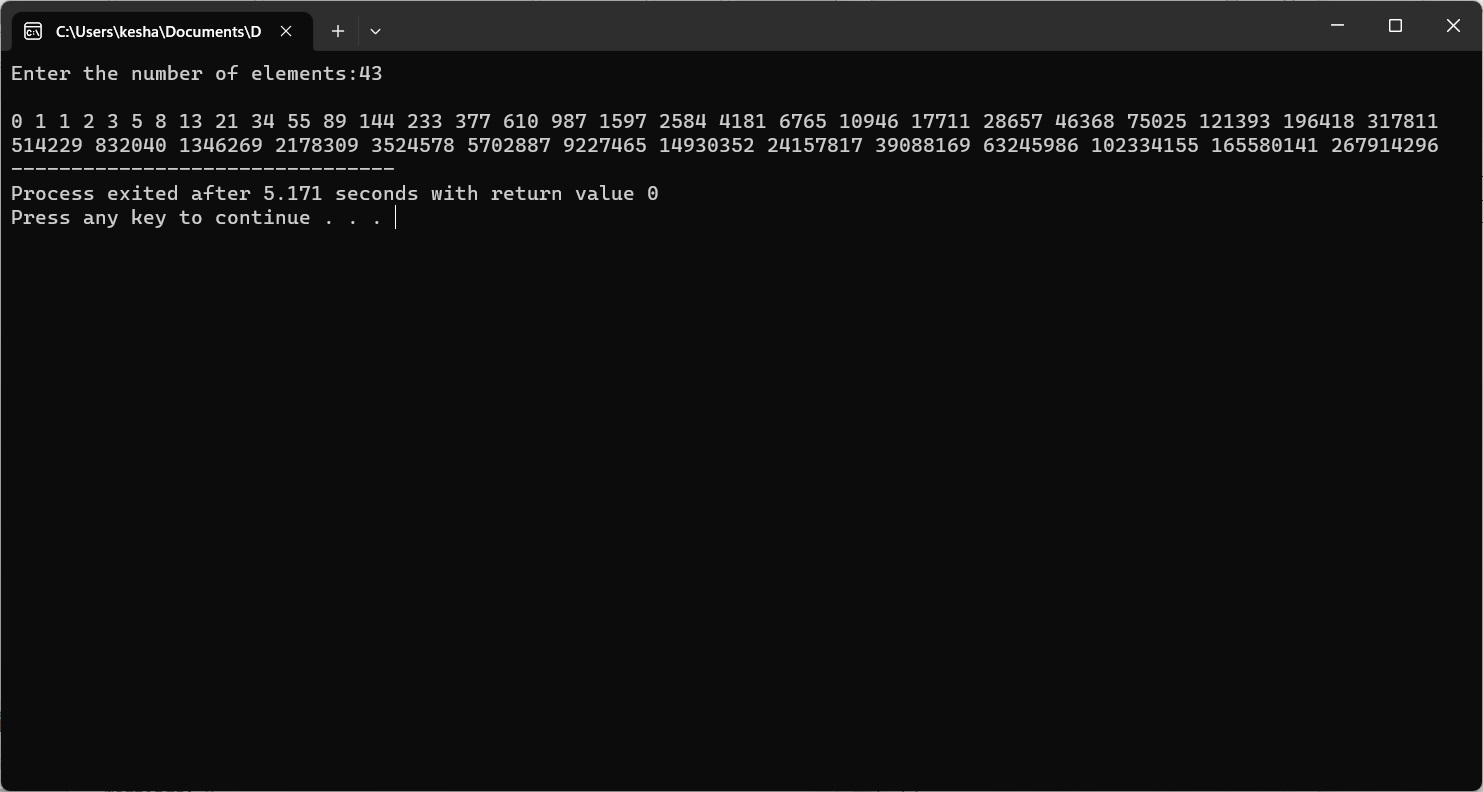 C:\Users\kesha\Documents\D
Enter the number of elements:43
0 1 1 2 3 5 8 13 21 34 55 89 144 233 377 610 987 1597 2584 4181 6765 10946 17711 28657 46368 75025 121393 196418 317811
514229 832040 1346269 2178309 3524578 5702887 9227465 14930352 24157817 39088169 63245986 102334155 165580141 267914296
--------------------------------
Process exited after 5.171 seconds with return value 0
Press any key to continue . . .